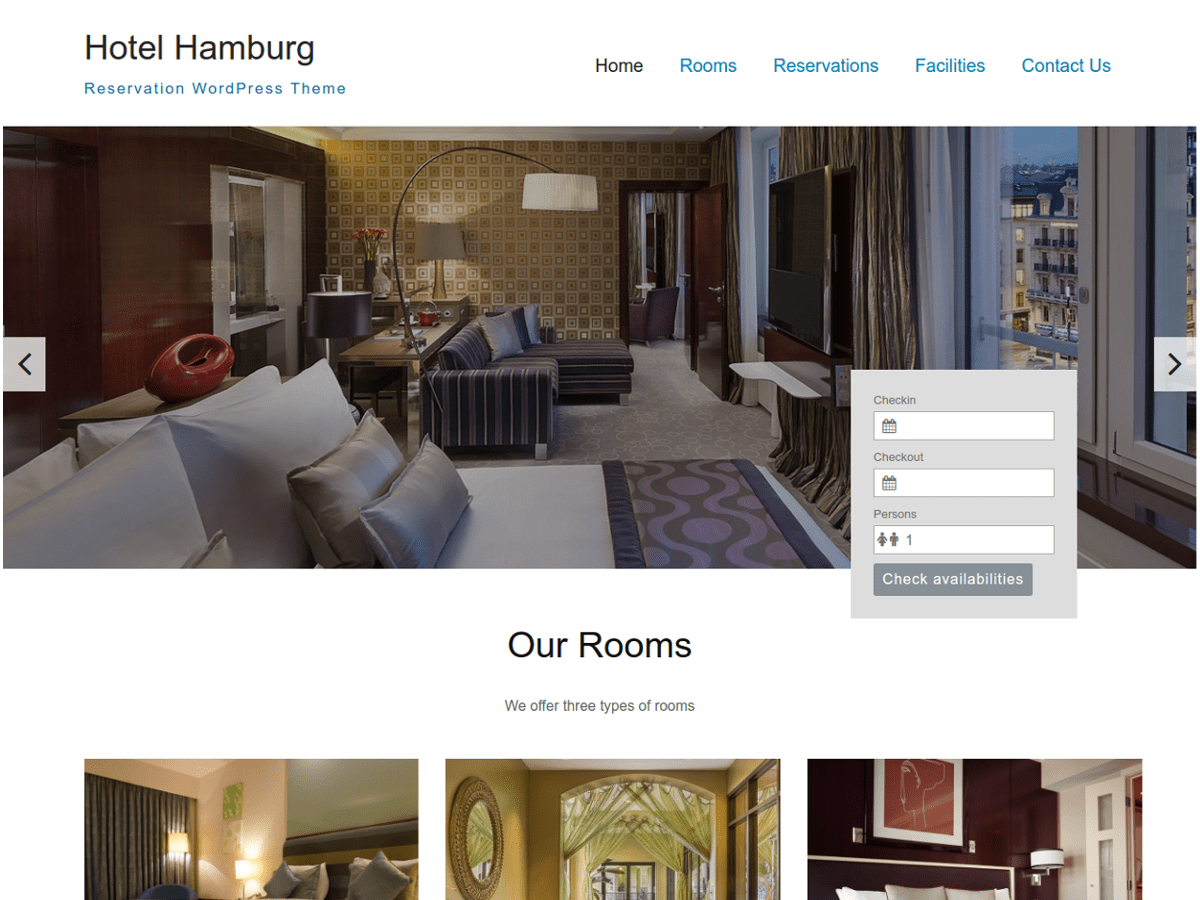 Hotel Hamburg
Reservation WordPress Theme
Home Rooms Reservations Facilities Contact Us
Checkin
Checkout
Persons
1
Check availabilities
Our Rooms
We offer three types of rooms